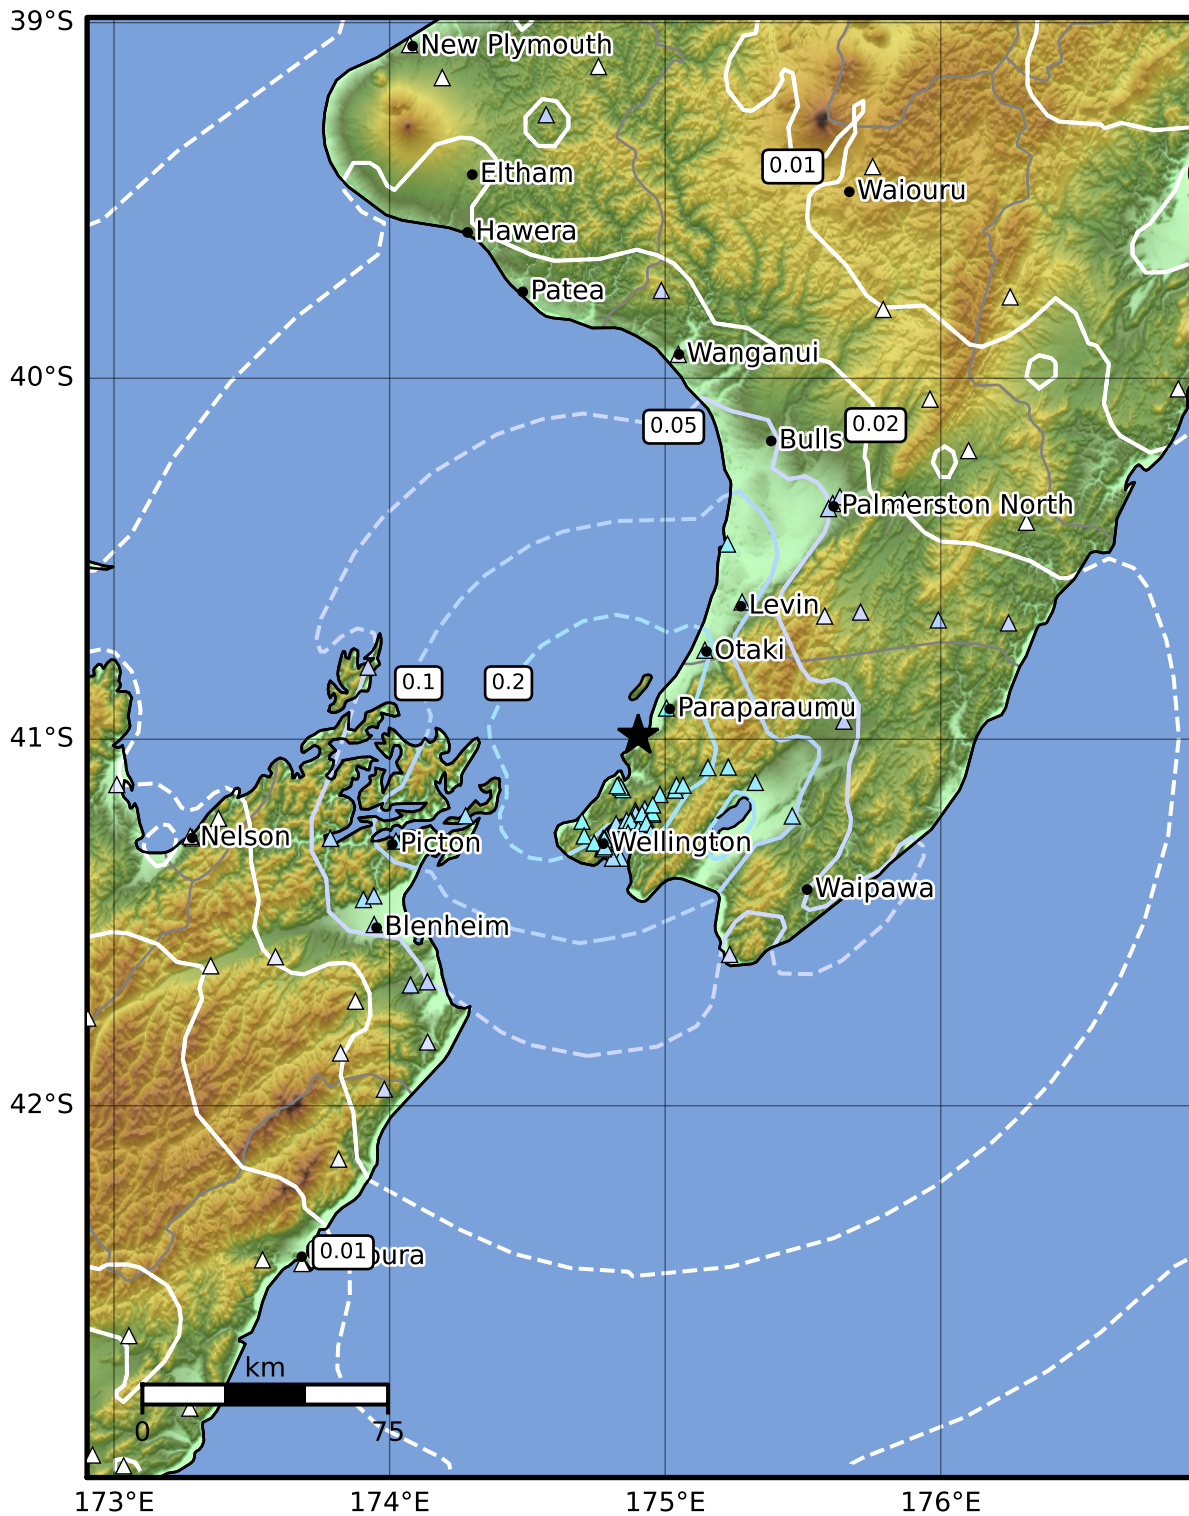 39°S
New Plymouth
0.01
Eltham
Waiouru
Hawera
Patea
Wanganui
40°S
0.05
0.02
Bulls
Palmerston North
Levin
Otaki
0.1
0.2
Paraparaumu
41°S
Nelson
Picton
Wellington
Waipawa
Blenheim
42°S
0.01
oura
km
0
75
173°E
174°E
175°E
176°E